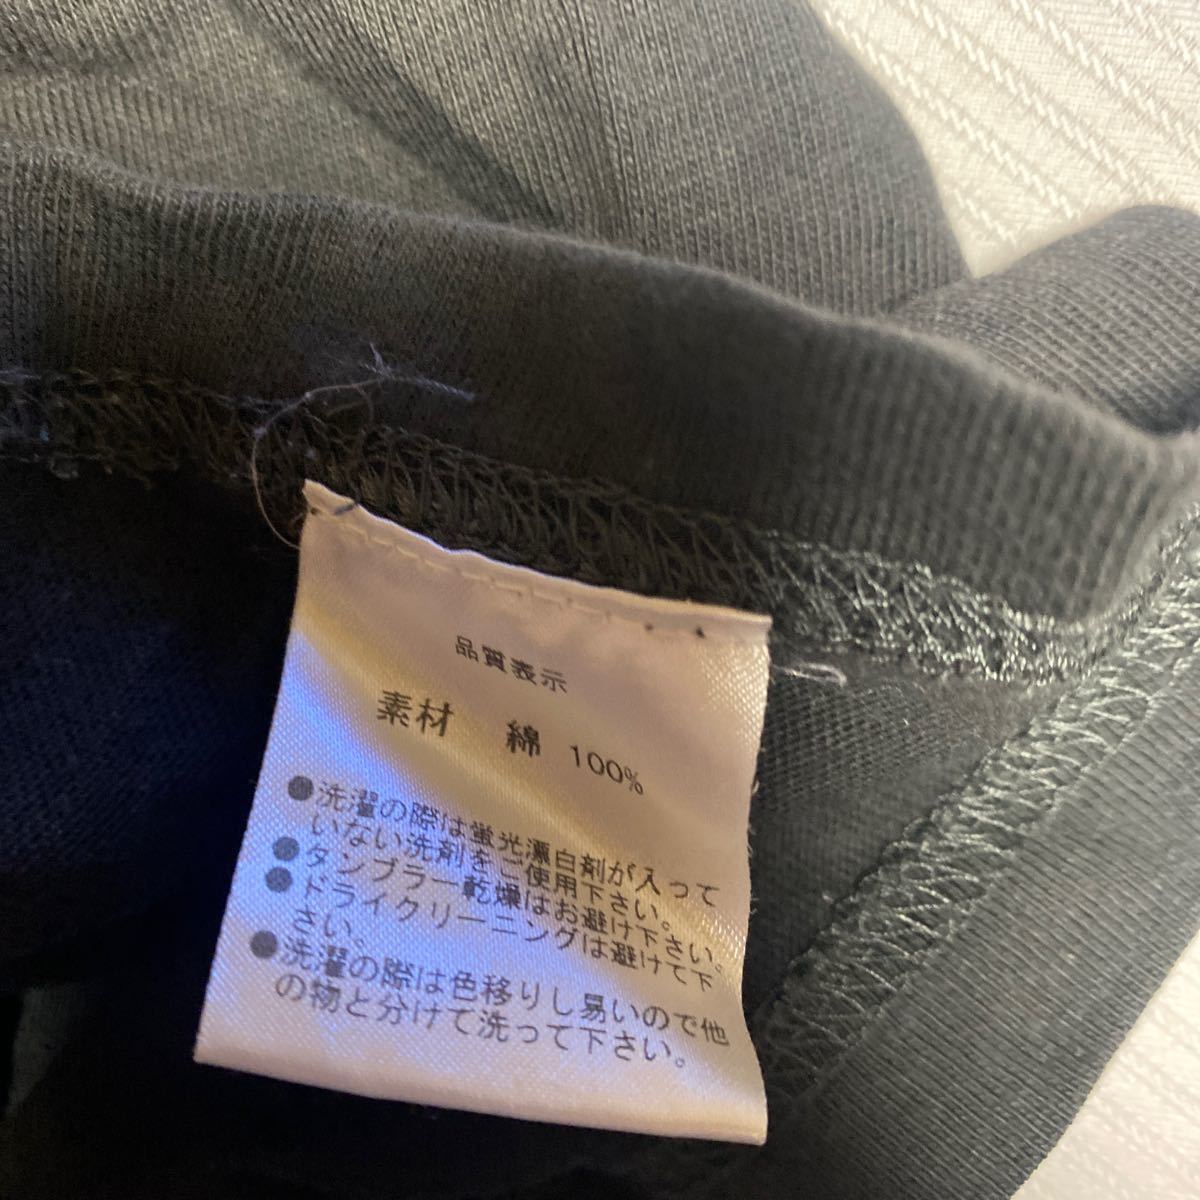 品質表示
素材 綿 100%
●洗濯の際は蛍光漂白剤が入って
いない洗剤をご使用下さい。
●タンブラー乾燥はお避け下さい。
●ドライクリーニングは避けて下
さい。
●洗濯の際は色移りし易いので他
の物と分けて洗って下さい。